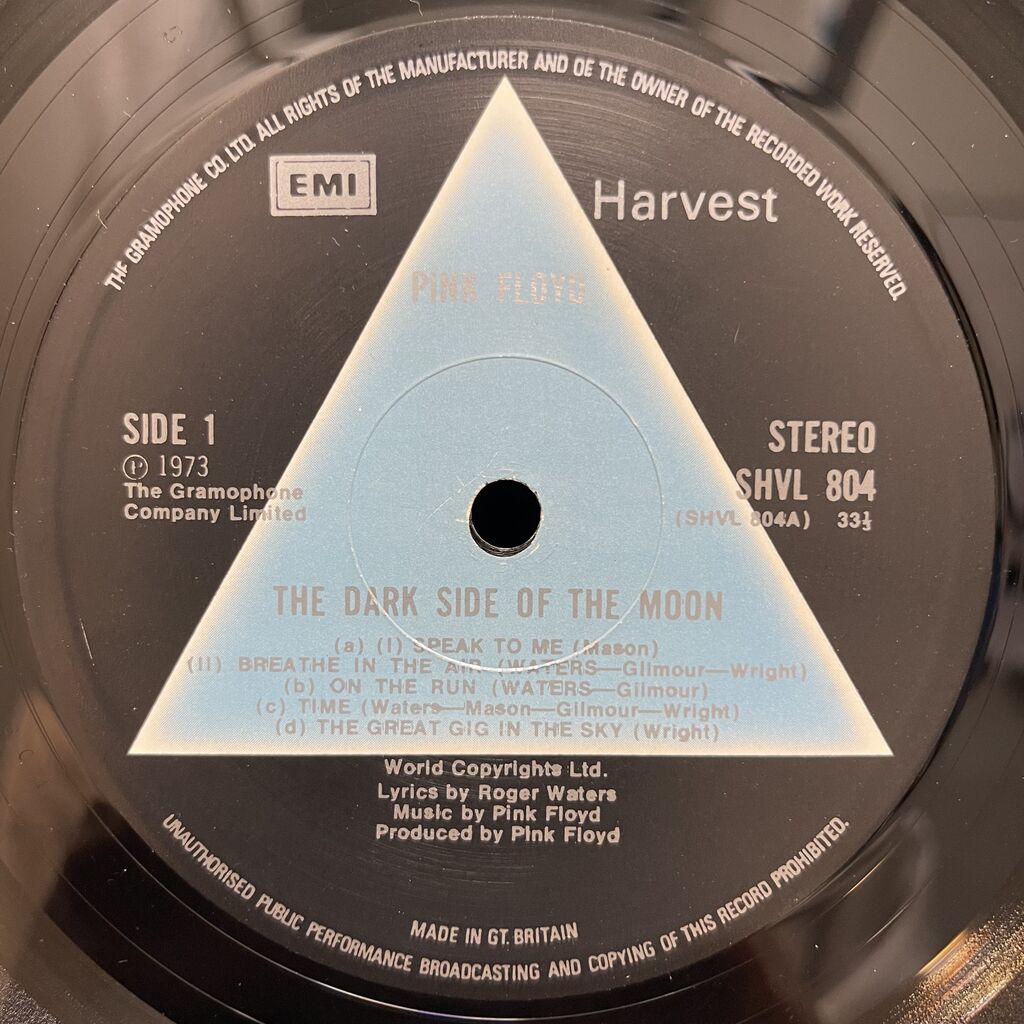 THE GRAMOPHONE CO. LTD. ALL RIGHTS OF THE MANUFACTURER AND OF THE OWNER OF THE RECORDED WORK RESERVED.
EMI
Harvest
PINK FLOYD
SIDE 1
Ⓟ 1973
The Gramophone
Company Limited
STEREO
SHVL 804
(SHVL 804A) 33⅓
THE DARK SIDE OF THE MOON
(a) (I) SPEAK TO ME (Mason)
(II) BREATHE IN THE AIR (WATERS—Gilmour—Wright)
(b) ON THE RUN (WATERS—Gilmour)
(c) TIME (Waters—Mason—Gilmour—Wright)
(d) THE GREAT GIG IN THE SKY (Wright)
World Copyrights Ltd.
Lyrics by Roger Waters
Music by Pink Floyd
Produced by Pink Floyd
MADE IN GT. BRITAIN
UNAUTHORISED PUBLIC PERFORMANCE BROADCASTING AND COPYING OF THIS RECORD PROHIBITED.